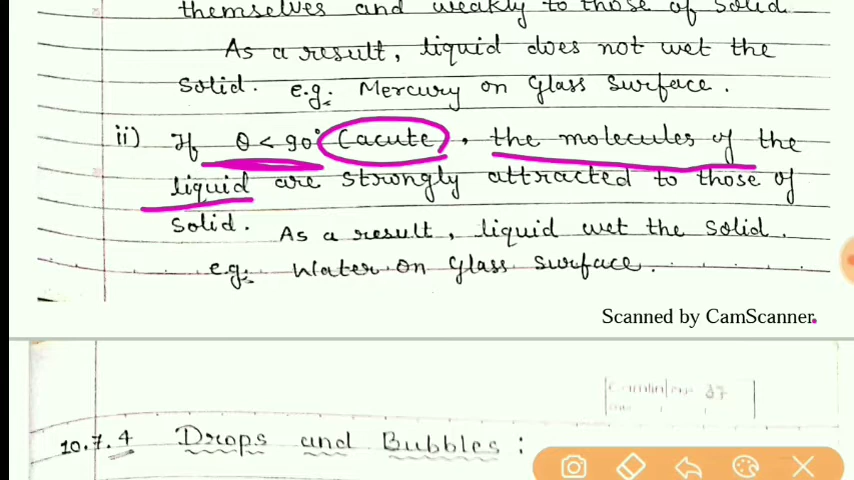 themselves and weakly to those of solid.
As a result, liquid does not wet the
solid. e.g: Mercury on Glass surface.
ii) If θ < 90° (acute, the molecules of the
liquid are strongly attracted to those of
solid. As a result, liquid wet the solid.
e.g: Water on Glass surface.
Scanned by CamScanner
10.7.4 Drops and Bubbles: